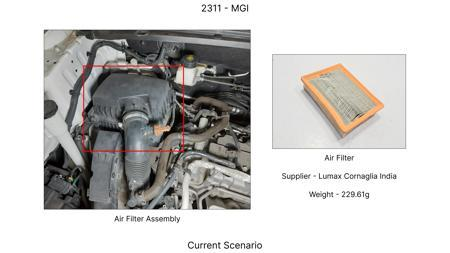 2311 - MGI
Air Filter
Supplier - Lumax Cornaglia India
Weight - 229.61g
Air Filter Assembly
Current Scenario